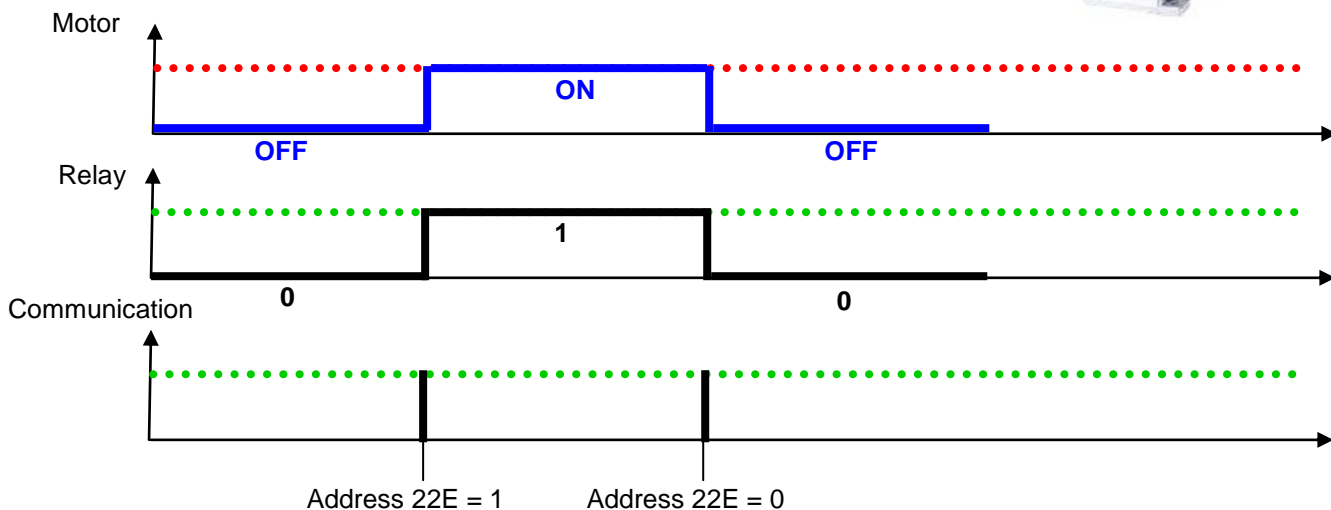 Motor
ON
OFF OFF
Relay
1
0 0
Communication
Address 22E = 1 Address 22E = 0